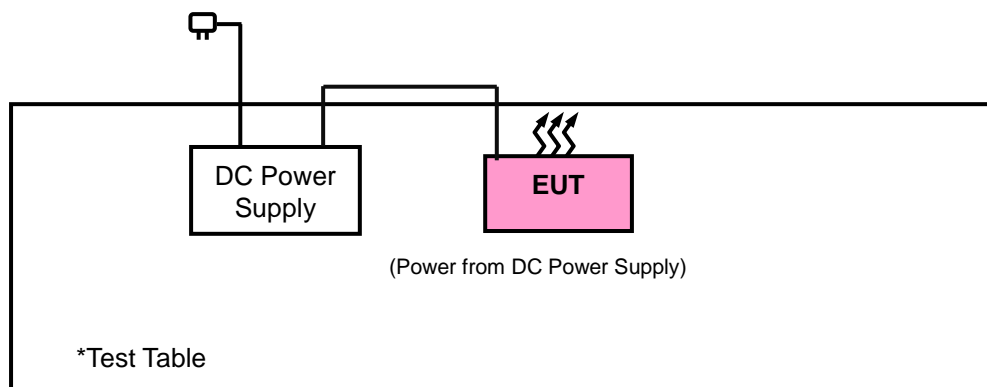 DC Power
Supply
EUT
(Power from DC Power Supply)
*Test Table